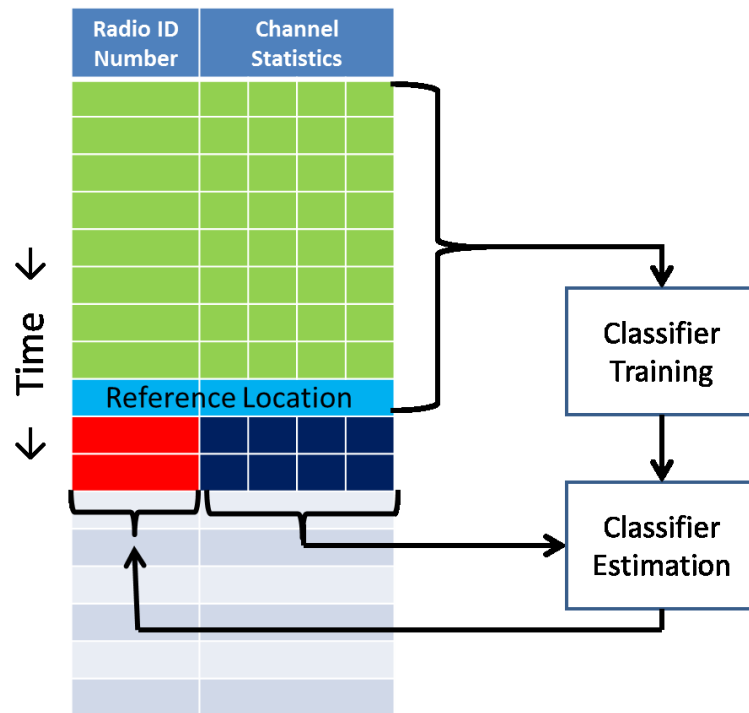 Radio ID
Number
Channel
Statistics
← Time ←
Reference Location
Classifier
Training
Classifier
Estimation